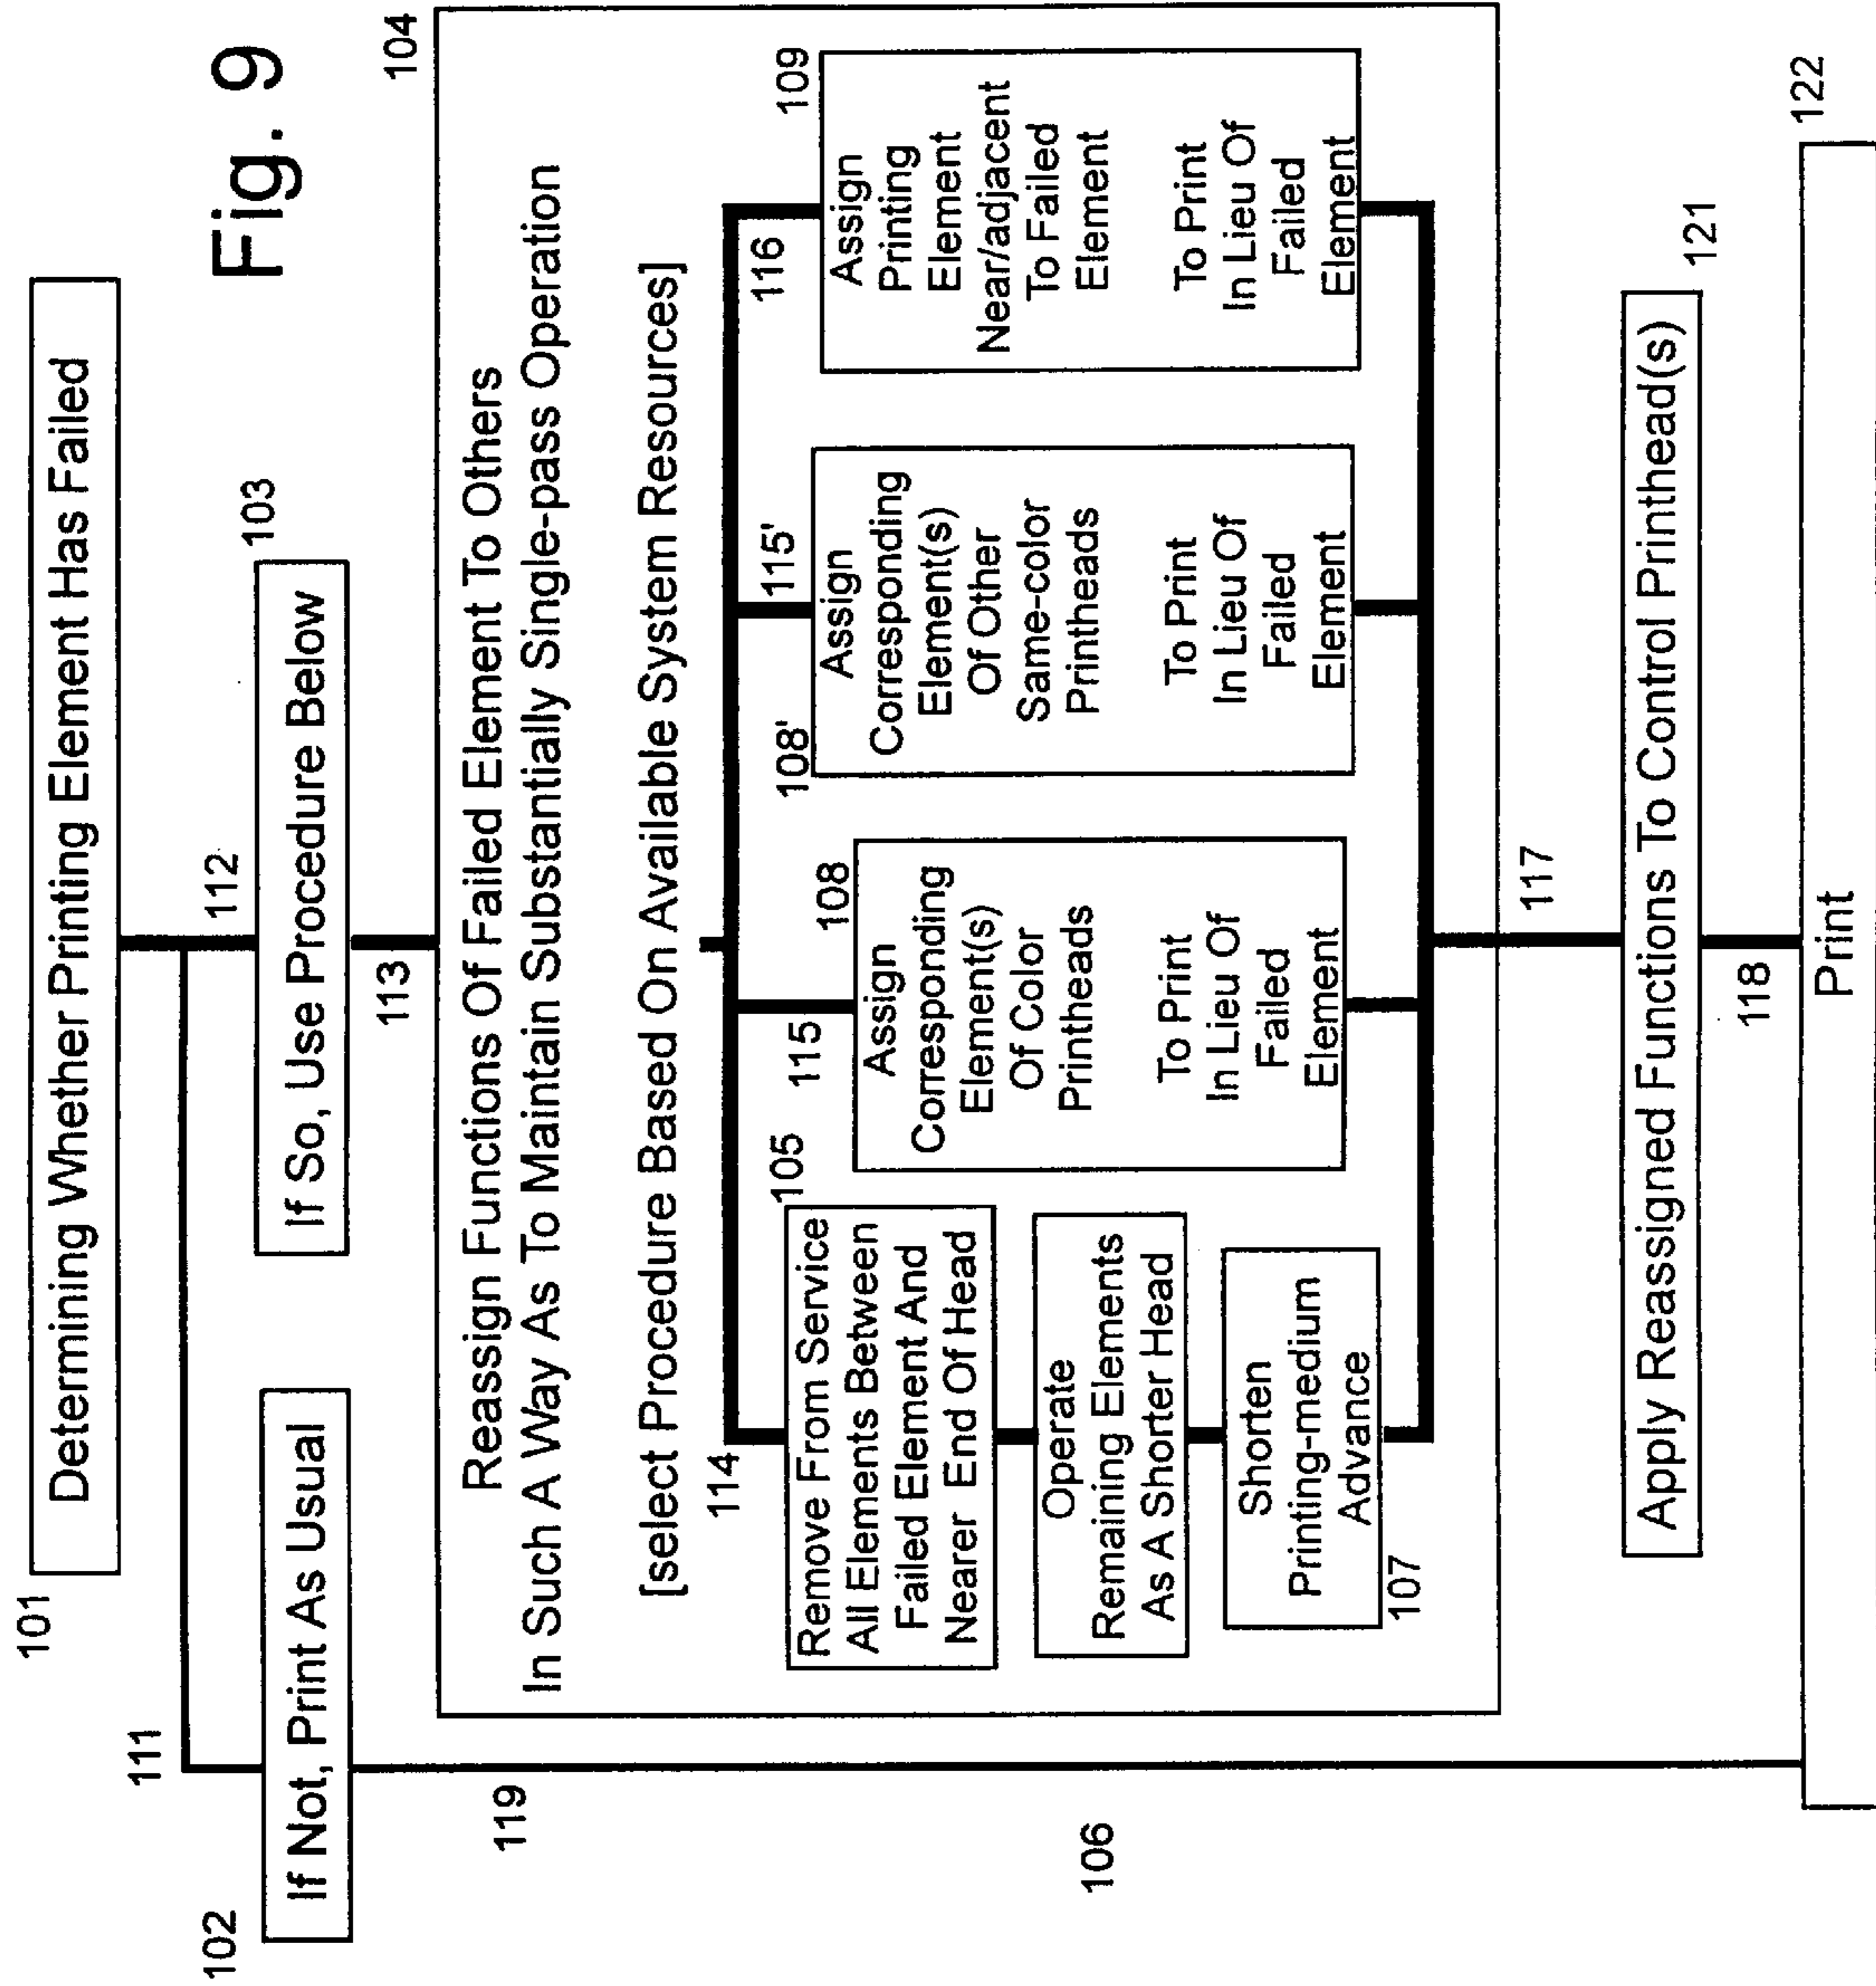 Fig. 9
101
Determining Whether Printing Element Has Failed
111
112
102
If Not, Print As Usual
103
If So, Use Procedure Below
113
104
119
Reassign Functions Of Failed Element To Others
In Such A Way As To Maintain Substantially Single-pass Operation
[select Procedure Based On Available System Resources]
114
105
Remove From Service
All Elements Between
Failed Element And
Nearer End Of Head
106
Operate
Remaining Elements
As A Shorter Head
Shorten
Printing-medium
Advance
107
115
108
Assign
Corresponding
Element(s)
Of Color
Printheads
To Print
In Lieu Of
Failed
Element
108'
115'
Assign
Corresponding
Element(s)
Of Other
Same-color
Printheads
To Print
In Lieu Of
Failed
Element
116
109
Assign
Printing
Element
Near/adjacent
To Failed
Element
To Print
In Lieu Of
Failed
Element
117
121
Apply Reassigned Functions To Control Printhead(s)
118
122
Print